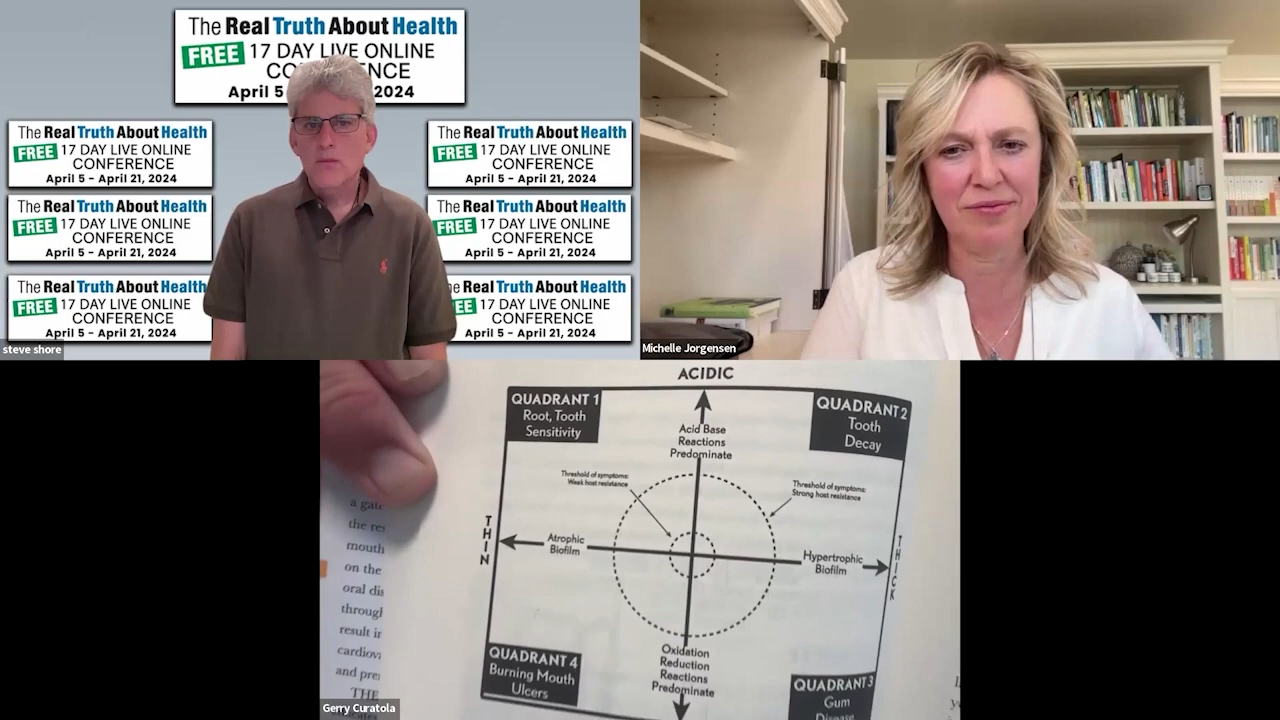 The Real Truth About Health
FREE 17 DAY LIVE ONLINE
April 5 2024
The Real Truth About Health
FREE 17 DAY LIVE ONLINE
CONFERENCE
April 5 - April 21, 2024
The Real Truth About Health
FREE 17 DAY LIVE ONLINE
CONFERENCE
April 5 - April 21, 2024
The Real Truth About Health
FREE 17 DAY LIVE ONLINE
CONFERENCE
April 5 - April 21, 2024
The Real Truth About Health
FREE 17 DAY LIVE ONLINE
CONFERENCE
April 5 - April 21, 2024
The Real Truth About Health
FREE 17 DAY LIVE ONLINE
CONFERENCE
April 5 - April 21, 2024
Real Truth About Health
17 DAY LIVE ONLINE
CONFERENCE
April 5 - April 21, 2024
steve shore
Michelle Jorgensen
ACIDIC
QUADRANT 1
Root, Tooth
Sensitivity
QUADRANT 2
Tooth
Decay
Acid Base
Reactions
Predominate
Threshold of symptoms:
Weak host resistance
Threshold of symptoms:
Strong host resistance
THIN
Atrophic
Biofilm
Hypertrophic
Biofilm
THICK
Oxidation
Reduction
Reactions
Predominate
QUADRANT 4
Burning Mouth
Ulcers
QUADRANT 3
Gum
the
mouth
on the
oral
result
and
THE
Gerry Curatola